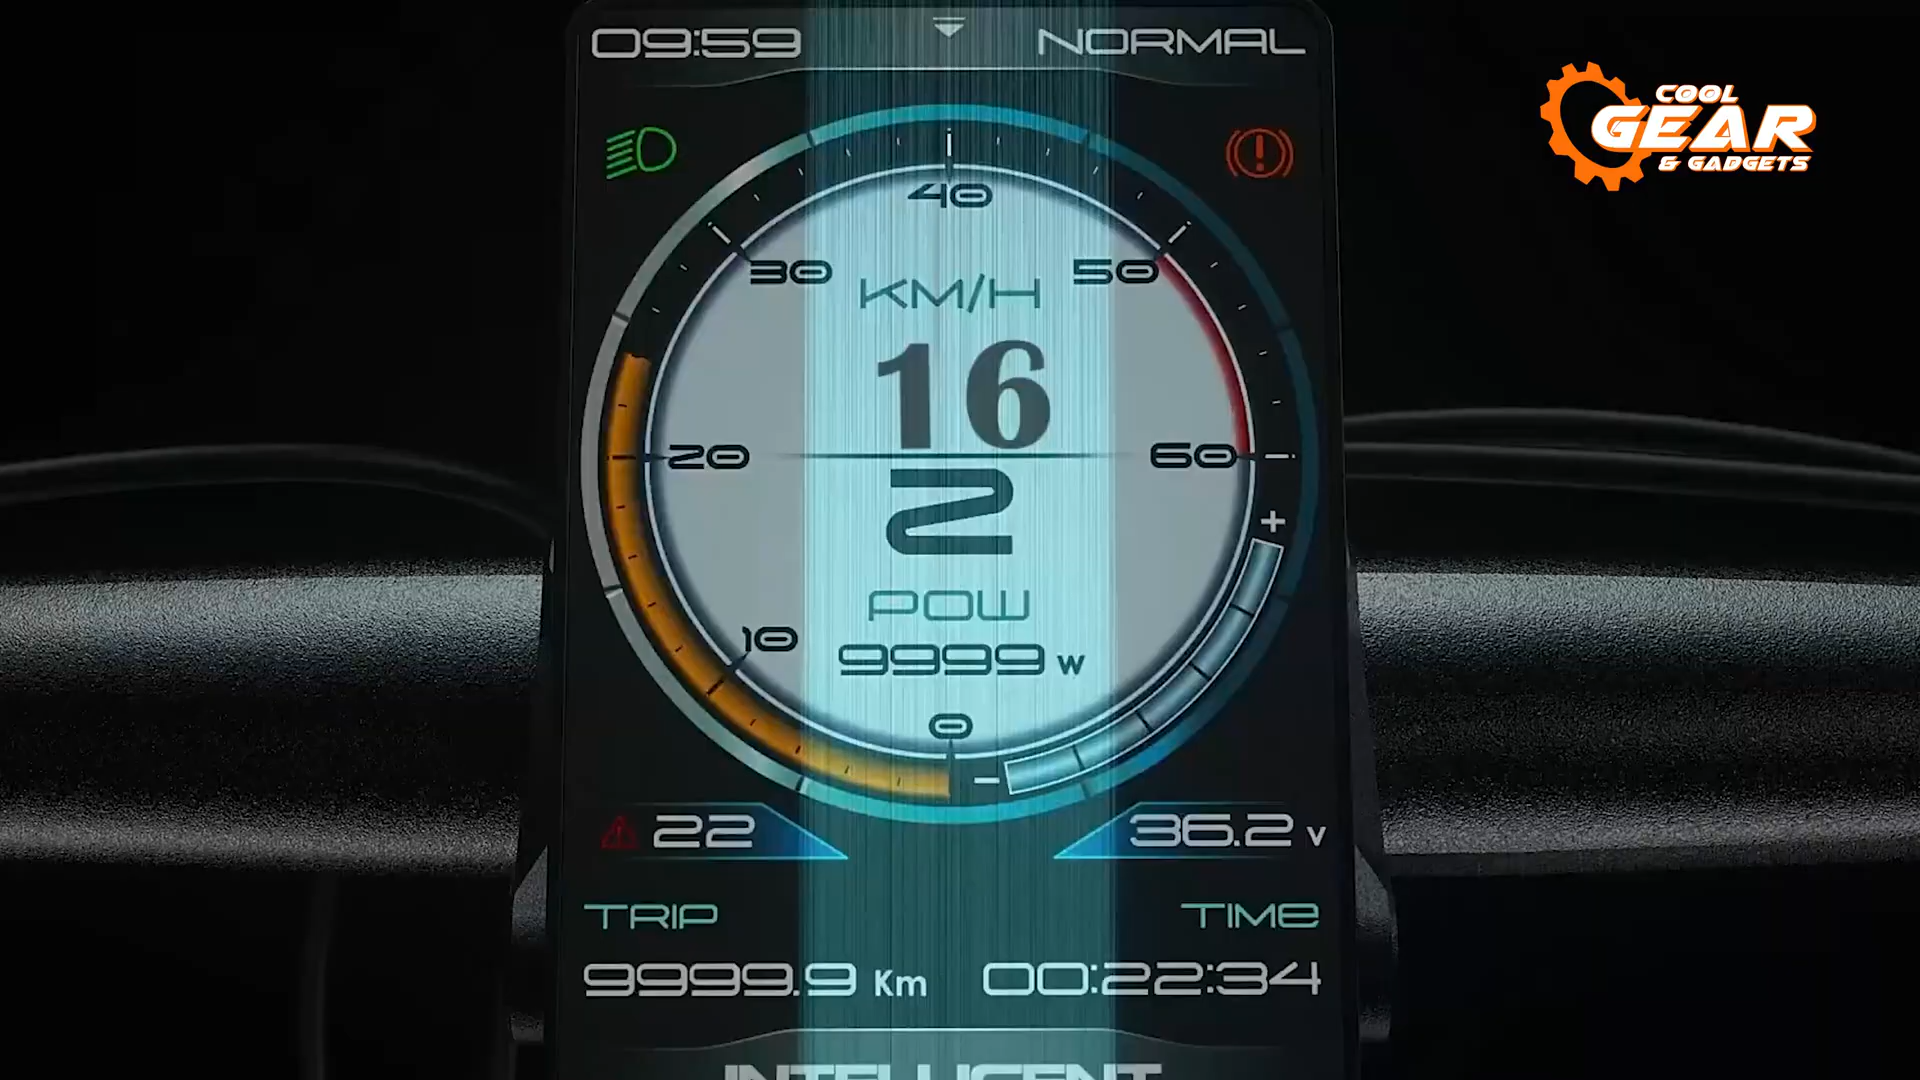 09:59
NORMAL
COOL
GEAR
& GADGETS
40
30
50
KM/H
16
20
60
2
+
POW
10
9999 W
0
−
22
36.2 V
TRIP
TIME
9999.9 Km
00:22:34
INTELLIGENT